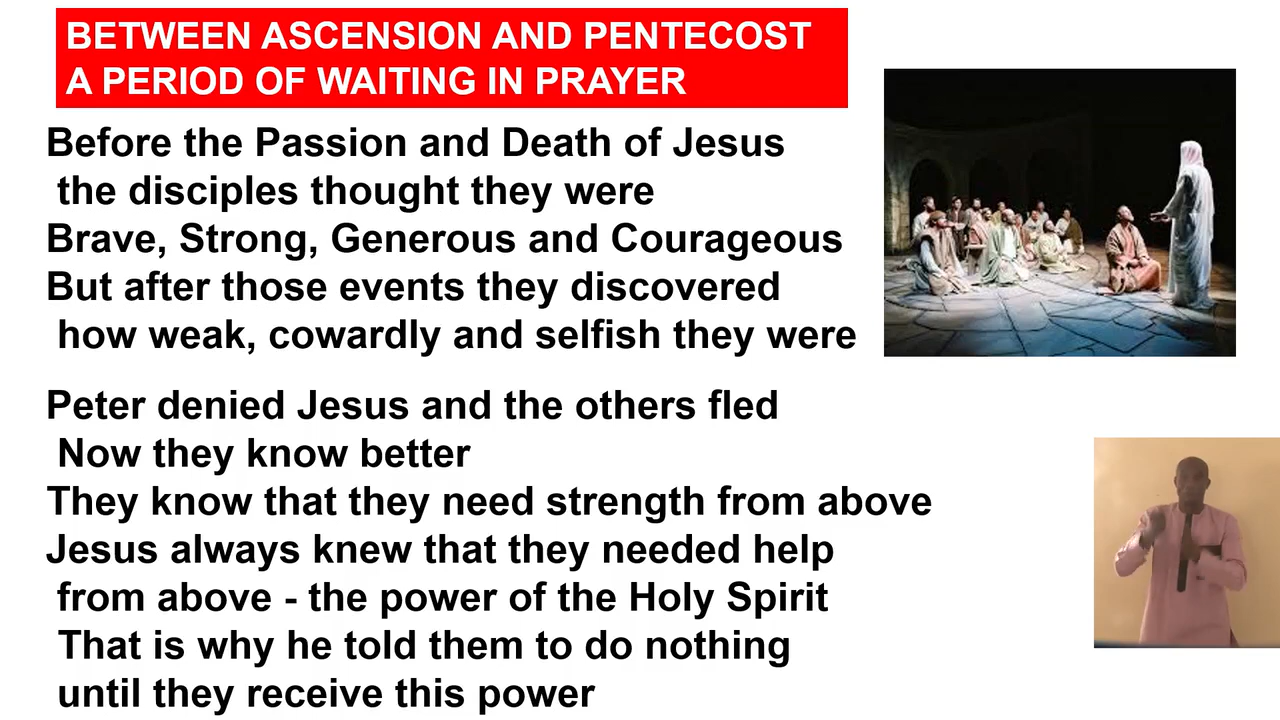 BETWEEN ASCENSION AND PENTECOST
A PERIOD OF WAITING IN PRAYER
Before the Passion and Death of Jesus
the disciples thought they were
Brave, Strong, Generous and Courageous
But after those events they discovered
how weak, cowardly and selfish they were
Peter denied Jesus and the others fled
Now they know better
They know that they need strength from above
Jesus always knew that they needed help
from above - the power of the Holy Spirit
That is why he told them to do nothing
until they receive this power